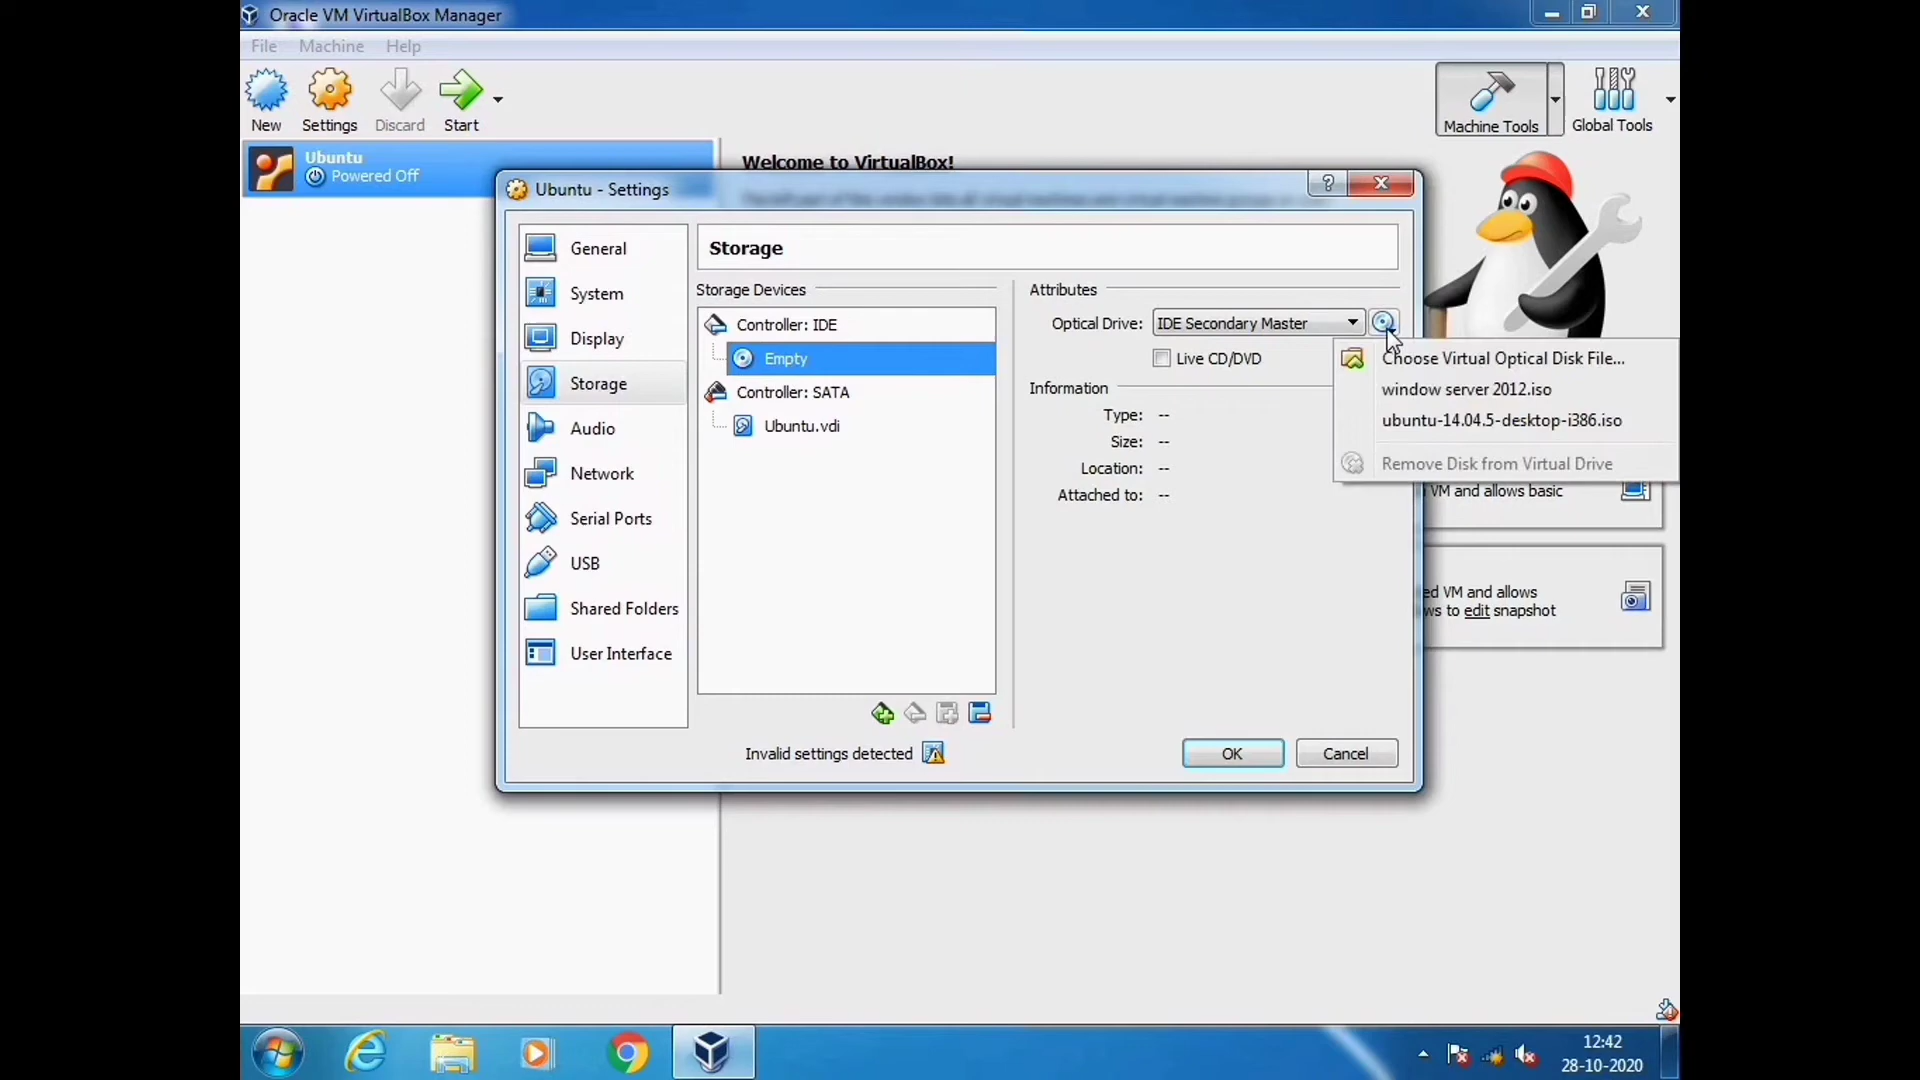 Oracle VM VirtualBox Manager
File Machine Help
New Settings Discard Start
Machine Tools Global Tools
Ubuntu
Powered Off
Welcome to VirtualBox!
Ubuntu - Settings
?
General
System
Display
Storage
Audio
Network
Serial Ports
USB
Shared Folders
User Interface
Storage
Storage Devices
Controller: IDE
Empty
Controller: SATA
Ubuntu.vdi
Attributes
Optical Drive: IDE Secondary Master
Live CD/DVD
Information
Type: --
Size: --
Location: --
Attached to: --
Choose Virtual Optical Disk File...
window server 2012.iso
ubuntu-14.04.5-desktop-i386.iso
Remove Disk from Virtual Drive
VM and allows basic
ed VM and allows
ws to edit snapshot
Invalid settings detected
OK Cancel
12:42
28-10-2020